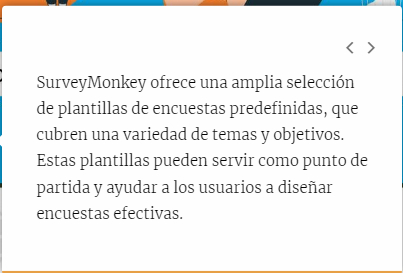 SurveyMonkey ofrece una amplia selección
de plantillas de encuestas predefinidas, que
cubren una variedad de temas y objetivos.
Estas plantillas pueden servir como punto de
partida y ayudar a los usuarios a diseñar
encuestas efectivas.